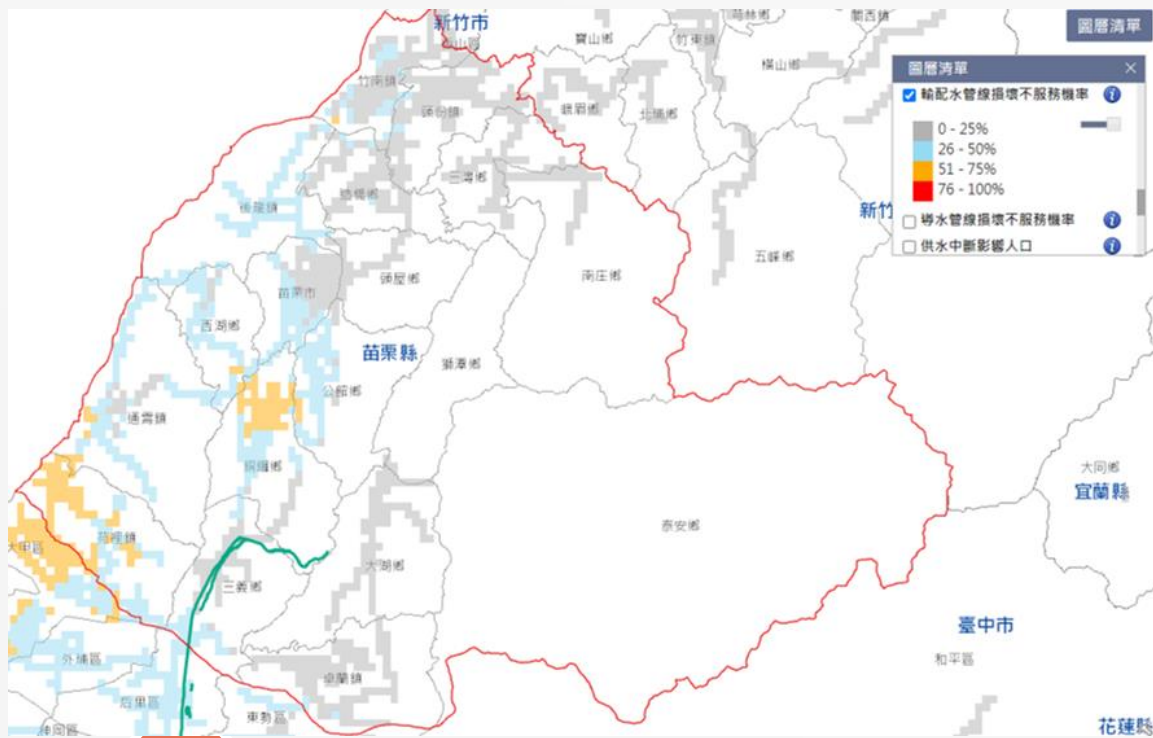 新竹市
寶山鄉
竹東鎮
橫山鄉
關西鎮
圖層清單
圖層清單
輸配水管線損壞不服務機率
0 - 25%
26 - 50%
51 - 75%
76 - 100%
導水管線損壞不服務機率
供水中斷影響人口
竹南鎮
頭份鎮
峨眉鄉
北埔鄉
三灣鄉
造橋鄉
後龍鎮
新竹
五峰鄉
南庄鄉
頭屋鄉
苗栗市
西湖鄉
苗栗縣
獅潭鄉
公館鄉
通霄鎮
銅鑼鄉
大同鄉
宜蘭縣
泰安鄉
大甲區
苑裡鎮
三義鄉
大湖鄉
臺中市
和平區
外埔區
后里區
卓蘭鎮
東勢區
神岡區
花蓮縣